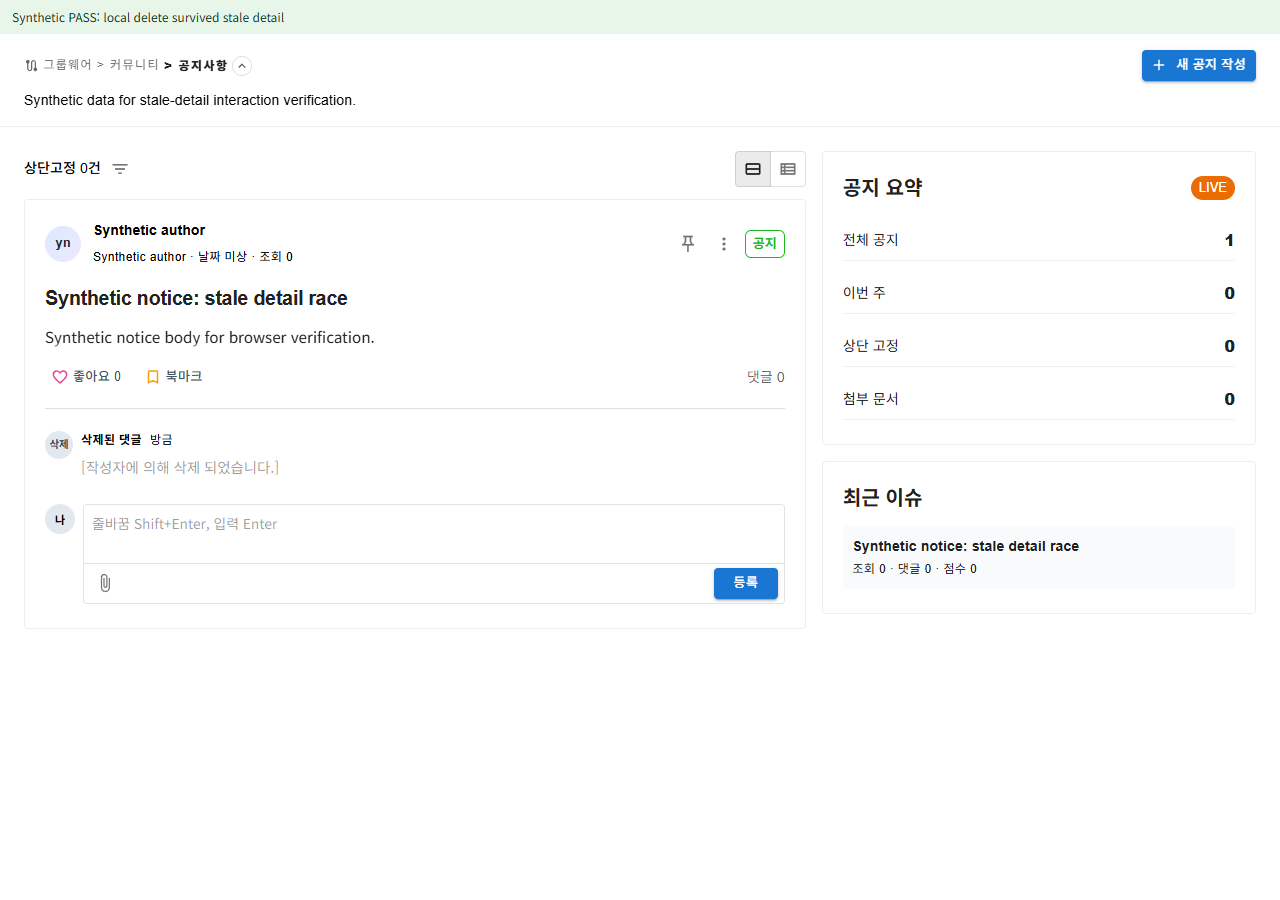 Synthetic PASS: local delete survived stale detail
그룹웨어 > 커뮤니티 > 공지사항
새 공지 작성
Synthetic data for stale-detail interaction verification.
상단고정 0건
yn
Synthetic author
Synthetic author · 날짜 미상 · 조회 0
공지
Synthetic notice: stale detail race
Synthetic notice body for browser verification.
좋아요 0
북마크
댓글 0
삭제
삭제된 댓글 방금
[작성자에 의해 삭제 되었습니다.]
나
줄바꿈 Shift+Enter, 입력 Enter
등록
공지 요약
LIVE
전체 공지 1
이번 주 0
상단 고정 0
첨부 문서 0
최근 이슈
Synthetic notice: stale detail race
조회 0 · 댓글 0 · 점수 0